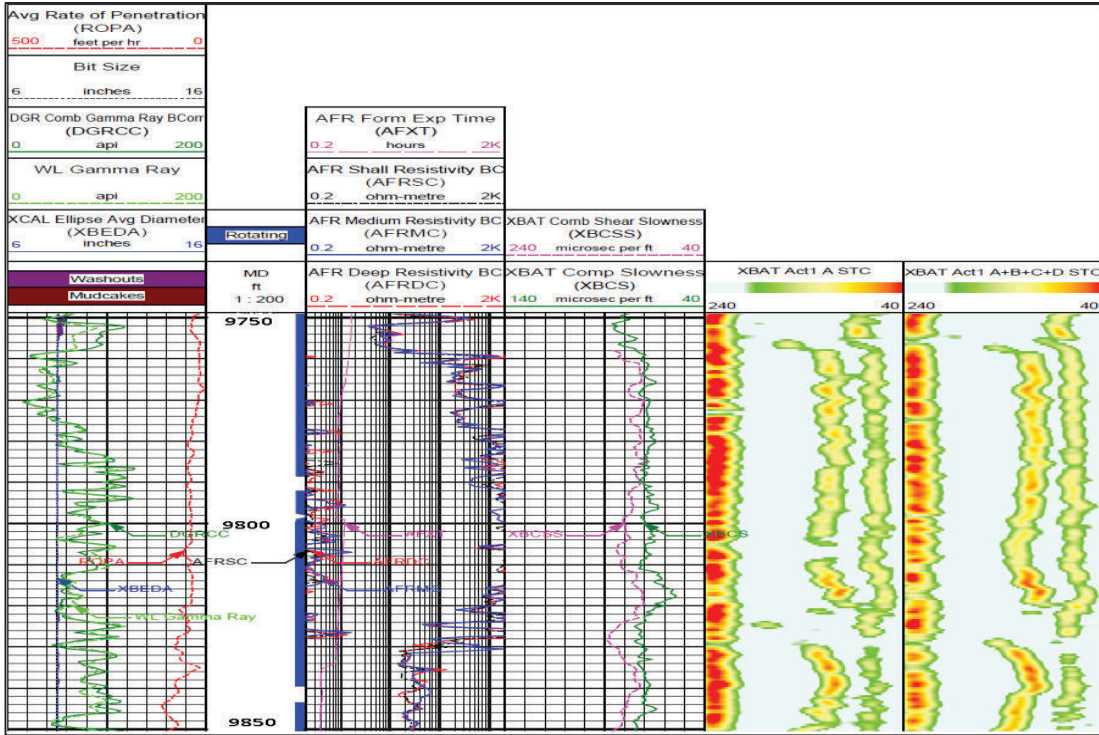 Avg Rate of Penetration
(ROPA)
500 feet per hr 0
Bit Size
6 inches 16
DGR Comb Gamma Ray BCorr
(DGRCC)
0 api 200
WL Gamma Ray
0 api 200
XCAL Ellipse Avg Diameter
(XBEDA)
6 inches 16
Washouts
Mudcakes
Rotating
MD
ft
1 : 200
AFR Form Exp Time
(AFXT)
0.2 hours 2K
AFR Shall Resistivity BC
(AFRSC)
0.2 ohm-metre 2K
AFR Medium Resistivity BC
(AFRMC)
0.2 ohm-metre 2K
AFR Deep Resistivity BC
(AFRDC)
0.2 ohm-metre 2K
XBAT Comb Shear Slowness
(XBCSS)
240 microsec per ft 40
XBAT Comp Slowness
(XBCS)
140 microsec per ft 40
XBAT Act1 A STC
240 40
XBAT Act1 A+B+C+D STC
240 40
9750
9800
DGRCC
AFXT
XBCSS
XBCS
ROPA
AFRSC
AFRDC
XBEDA
AFRMC
WL Gamma Ray
9850